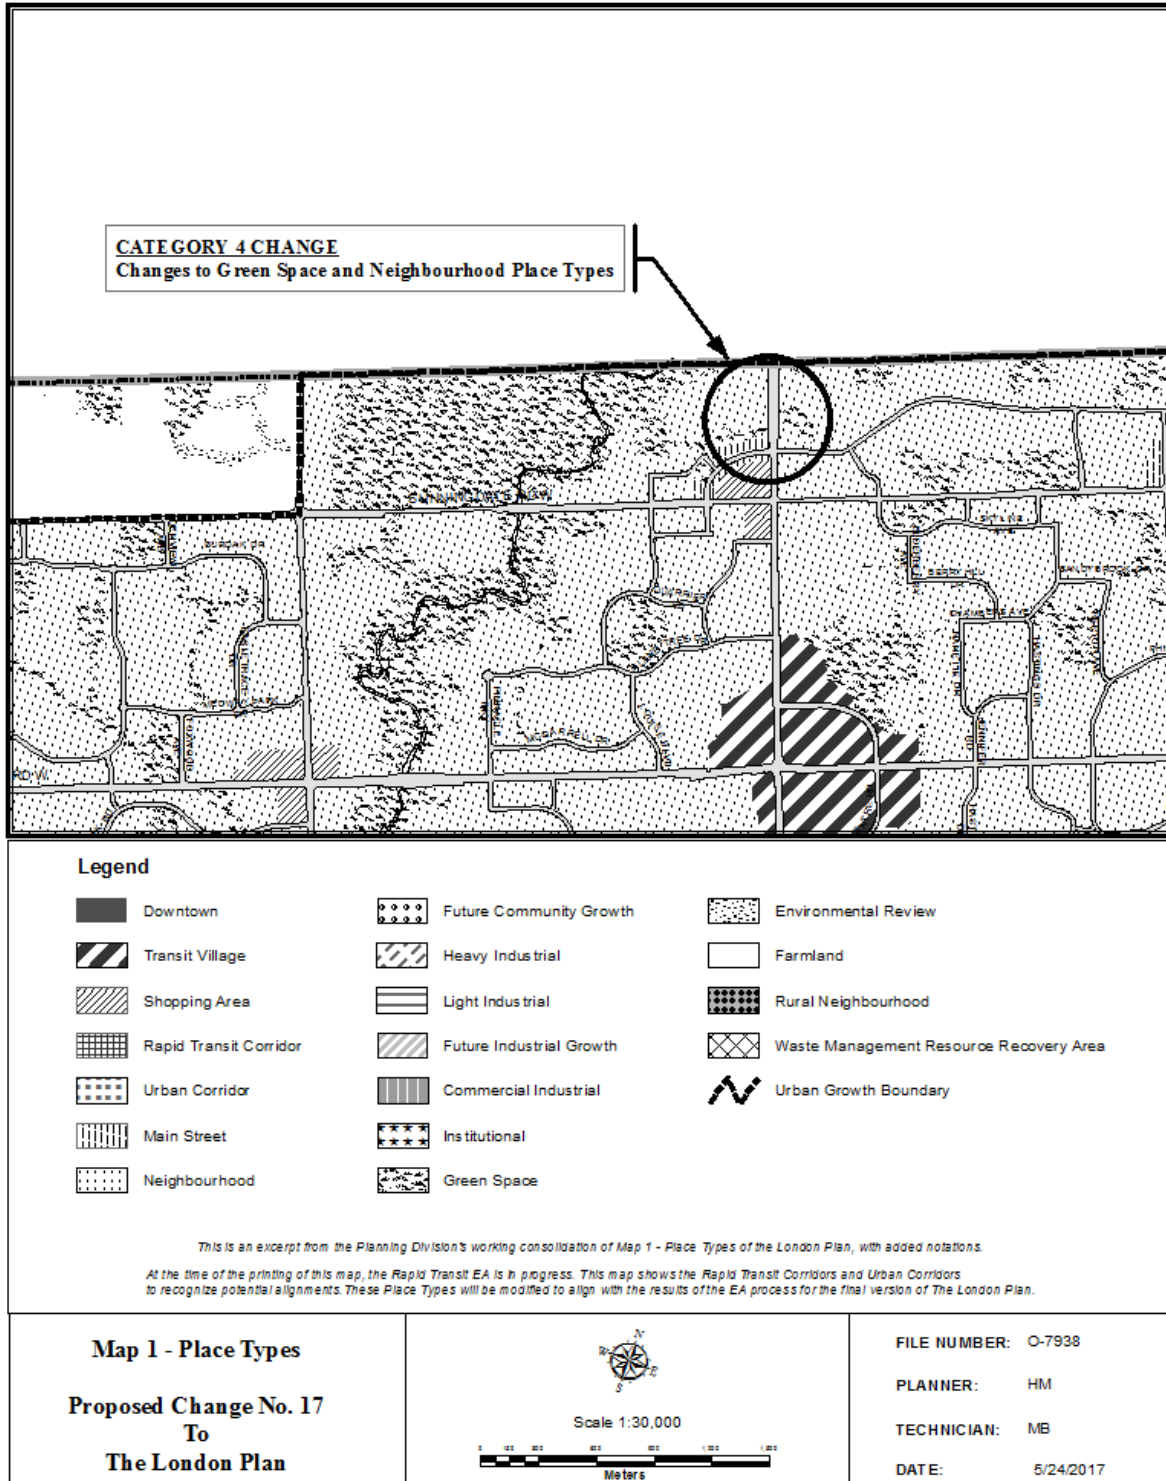 CATEGORY 4 CHANGE
Changes to Green Space and Neighbourhood Place Types
SKYLINE
BERRY HILL
RD W
Legend
Downtown
Transit Village
Shopping Area
Rapid Transit Corridor
Urban Corridor
Main Street
Neighbourhood
Future Community Growth
Heavy Industrial
Light Industrial
Future Industrial Growth
Commercial Industrial
Institutional
Green Space
Environmental Review
Farmland
Rural Neighbourhood
Waste Management Resource Recovery Area
Urban Growth Boundary
This is an excerpt from the Planning Division's working consolidation of Map 1 - Place Types of the London Plan, with added notations.
At the time of the printing of this map, the Rapid Transit EA is in progress. This map shows the Rapid Transit Corridors and Urban Corridors
to recognize potential alignments. These Place Types will be modified to align with the results of the EA process for the final version of The London Plan.
Map 1 - Place Types
Proposed Change No. 17
To
The London Plan
N
W
E
S
Scale 1:30,000
Meters
FILE NUMBER: O-7938
PLANNER: HM
TECHNICIAN: MB
DATE: 5/24/2017